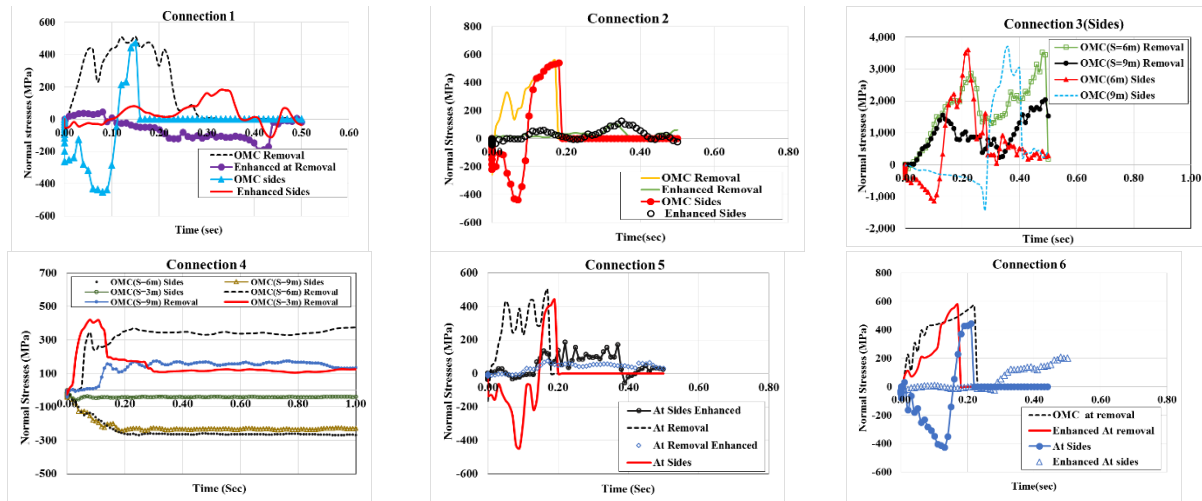 Connection 1
Normal stresses (MPa)
600
400
200
0
-200
-400
-600
0.00
0.10
0.20
0.30
0.40
0.50
0.60
OMC Removal
Enhanced at Removal
OMC sides
Enhanced Sides
Time (sec)
Connection 2
Normal stresses (MPa)
800
600
400
200
0
-200
-400
-600
-800
0.00
0.20
0.40
0.60
OMC Removal
Enhanced Removal
OMC Sides
Enhanced Sides
Time(sec)
Connection 3(Sides)
Normal stresses (MPa)
4,000
3,000
2,000
1,000
0
-1,000
-2,000
0.00
0.20
0.40
0.60
0.80
1.00
OMC(S=6m) Removal
OMC(S=9m) Removal
OMC(6m) Sides
OMC(9m) Sides
Time (sec)
Connection 4
Normal Stresses (MPa)
700
500
300
100
-100
-300
-500
OMC(S=6m) Sides
OMC(S=9m) Sides
OMC(S=3m) Sides
OMC(S=6m) Removal
OMC(S=9m) Removal
OMC(S=3m) Removal
0.0
0.20
0.40
0.60
0.80
1.00
Time (Sec)
Connection 5
Normal Stresses (MPa)
600
400
200
0
-200
-400
-600
0.00
0.20
0.40
0.60
0.80
At Sides Enhanced
At Removal
At Removal Enhanced
At Sides
Time (sec)
Connection 6
Normal stresses (MPa)
800
600
400
200
0
-200
-400
-600
0.00
0.20
0.40
0.60
0.80
OMC at removal
Enhanced At removal
At Sides
Enhanced At sides
Time(sec)